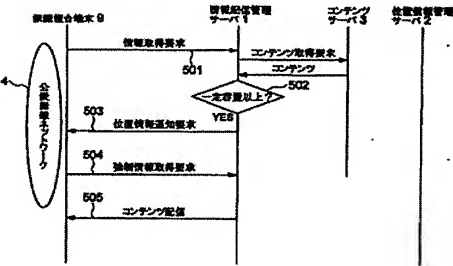 情報配信管理
サーバ 1
コンテンツ
サーバ 3
位置情報管理
サーバ 2
情報取得要求
501
コンテンツ取得要求
コンテンツ
一定容量以上?
502
YES
4
公衆無線ネットワーク
503
位置情報通知要求
504
強制情報取得要求
505
コンテンツ配信